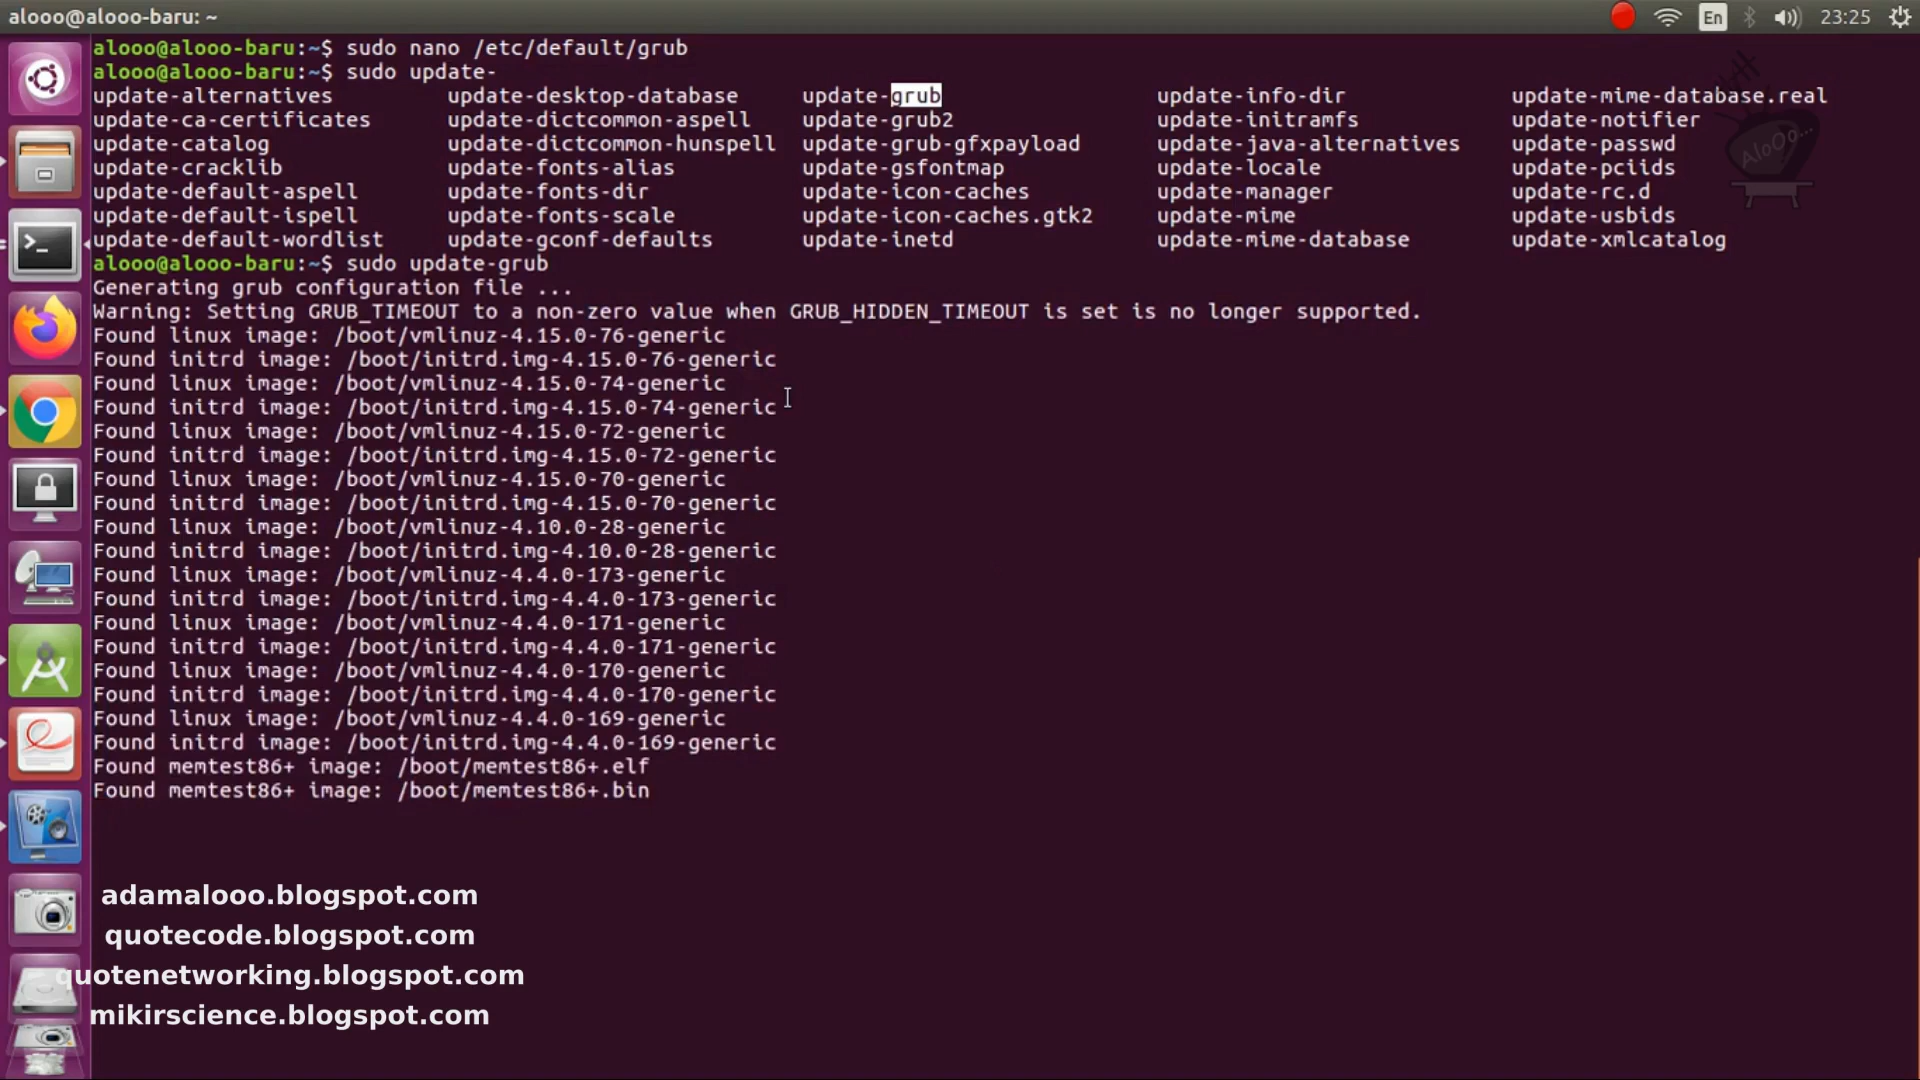 alooo@alooo-baru: ~
En
23:25
alooo@alooo-baru:~$ sudo nano /etc/default/grub
alooo@alooo-baru:~$ sudo update-
update-alternatives update-desktop-database update-grub update-info-dir update-mime-database.real
update-ca-certificates update-dictcommon-aspell update-grub2 update-initramfs update-notifier
update-catalog update-dictcommon-hunspell update-grub-gfxpayload update-java-alternatives update-passwd
update-cracklib update-fonts-alias update-gsfontmap update-locale update-pciids
update-default-aspell update-fonts-dir update-icon-caches update-manager update-rc.d
update-default-ispell update-fonts-scale update-icon-caches.gtk2 update-mime update-usbids
update-default-wordlist update-gconf-defaults update-inetd update-mime-database update-xmlcatalog
AloOo...
alooo@alooo-baru:~$ sudo update-grub
Generating grub configuration file ...
Warning: Setting GRUB_TIMEOUT to a non-zero value when GRUB_HIDDEN_TIMEOUT is set is no longer supported.
Found linux image: /boot/vmlinuz-4.15.0-76-generic
Found initrd image: /boot/initrd.img-4.15.0-76-generic
Found linux image: /boot/vmlinuz-4.15.0-74-generic
Found initrd image: /boot/initrd.img-4.15.0-74-generic
Found linux image: /boot/vmlinuz-4.15.0-72-generic
Found initrd image: /boot/initrd.img-4.15.0-72-generic
Found linux image: /boot/vmlinuz-4.15.0-70-generic
Found initrd image: /boot/initrd.img-4.15.0-70-generic
Found linux image: /boot/vmlinuz-4.10.0-28-generic
Found initrd image: /boot/initrd.img-4.10.0-28-generic
Found linux image: /boot/vmlinuz-4.4.0-173-generic
Found initrd image: /boot/initrd.img-4.4.0-173-generic
Found linux image: /boot/vmlinuz-4.4.0-171-generic
Found initrd image: /boot/initrd.img-4.4.0-171-generic
Found linux image: /boot/vmlinuz-4.4.0-170-generic
Found initrd image: /boot/initrd.img-4.4.0-170-generic
Found linux image: /boot/vmlinuz-4.4.0-169-generic
Found initrd image: /boot/initrd.img-4.4.0-169-generic
Found memtest86+ image: /boot/memtest86+.elf
Found memtest86+ image: /boot/memtest86+.bin
adamalooo.blogspot.com
quotecode.blogspot.com
quotenetworking.blogspot.com
mikirscience.blogspot.com